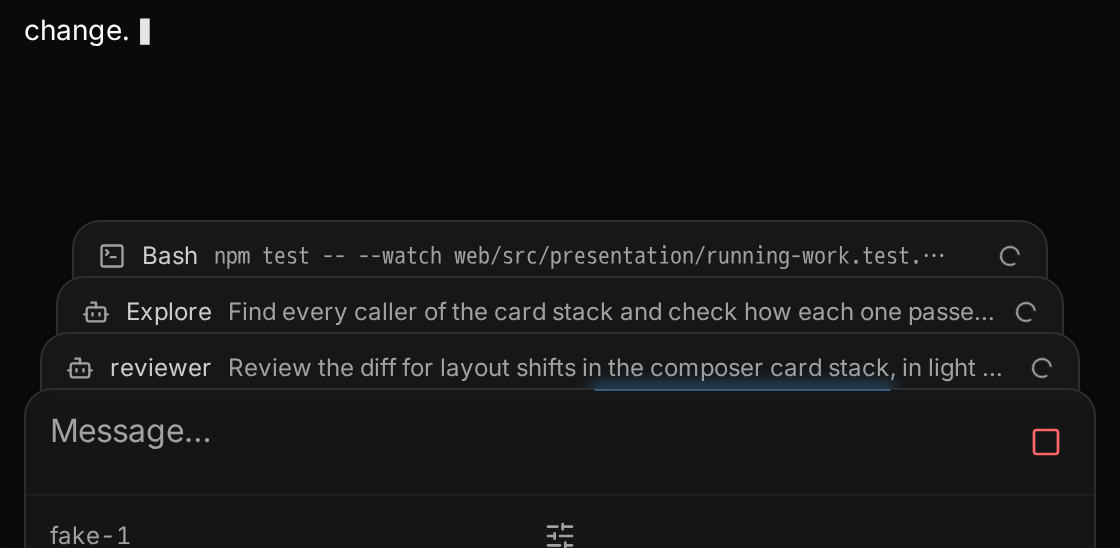 change.
Bash npm test -- --watch web/src/presentation/running-work.test.…
Explore Find every caller of the card stack and check how each one passe…
reviewer Review the diff for layout shifts in the composer card stack, in light …
Message…
fake-1